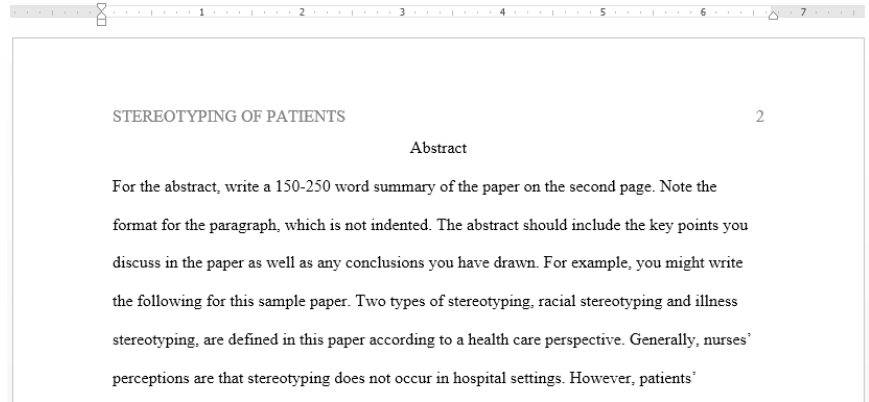 1 2 3 4 5 6 7
STEREOTYPING OF PATIENTS 2
Abstract
For the abstract, write a 150-250 word summary of the paper on the second page. Note the
format for the paragraph, which is not indented. The abstract should include the key points you
discuss in the paper as well as any conclusions you have drawn. For example, you might write
the following for this sample paper. Two types of stereotyping, racial stereotyping and illness
stereotyping, are defined in this paper according to a health care perspective. Generally, nurses’
perceptions are that stereotyping does not occur in hospital settings. However, patients’